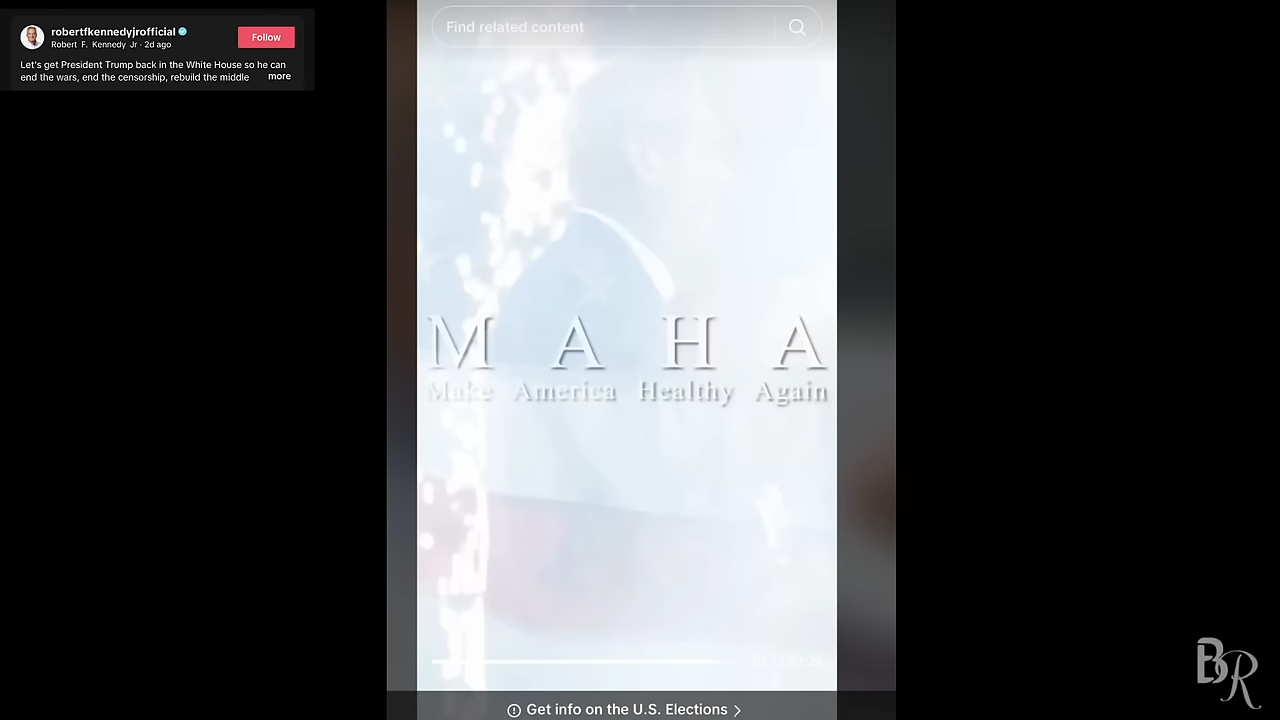 robertfkennedyjrofficial
Robert F. Kennedy Jr · 2d ago
Follow
Let's get President Trump back in the White House so he can
end the wars, end the censorship, rebuild the middle more
Find related content
M A H A
Make America Healthy Again
Get info on the U.S. Elections
BR